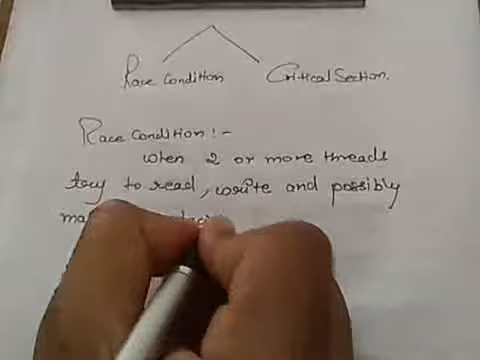 Race Condition
Critical Section.
Race Condition :-
when 2 or more threads
try to read, write and possibly